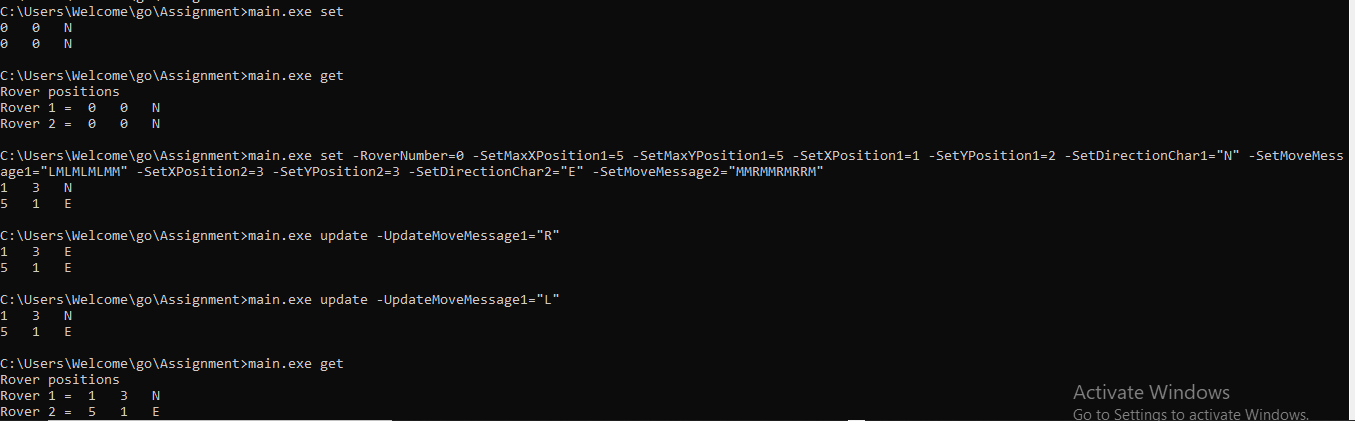 C:\Users\Welcome\go\Assignment>main.exe set
0 0 N
0 0 N
C:\Users\Welcome\go\Assignment>main.exe get
Rover positions
Rover 1 = 0 0 N
Rover 2 = 0 0 N
C:\Users\Welcome\go\Assignment>main.exe set -RoverNumber=0 -SetMaxXPosition1=5 -SetMaxYPosition1=5 -SetXPosition1=1 -SetYPosition1=2 -SetDirectionChar1="N" -SetMoveMess
age1="LMLMLMLMM" -SetXPosition2=3 -SetYPosition2=3 -SetDirectionChar2="E" -SetMoveMessage2="MMRMMRMRRM"
1 3 N
5 1 E
C:\Users\Welcome\go\Assignment>main.exe update -UpdateMoveMessage1="R"
1 3 E
5 1 E
C:\Users\Welcome\go\Assignment>main.exe update -UpdateMoveMessage1="L"
1 3 N
5 1 E
C:\Users\Welcome\go\Assignment>main.exe get
Rover positions
Rover 1 = 1 3 N
Rover 2 = 5 1 E
Activate Windows
Go to Settings to activate Windows.